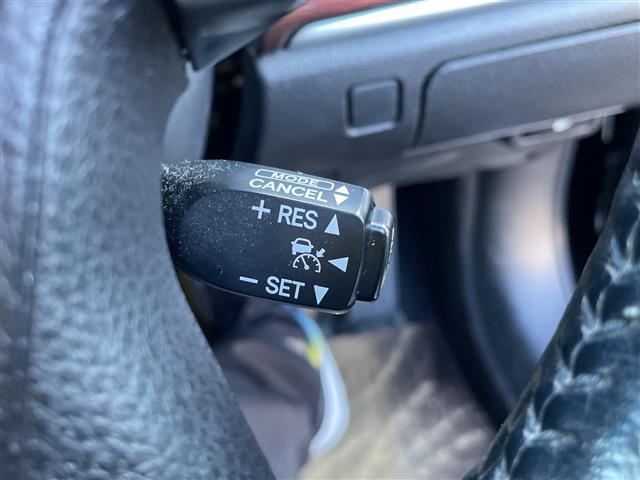 MODE
CANCEL
+ RES
− SET